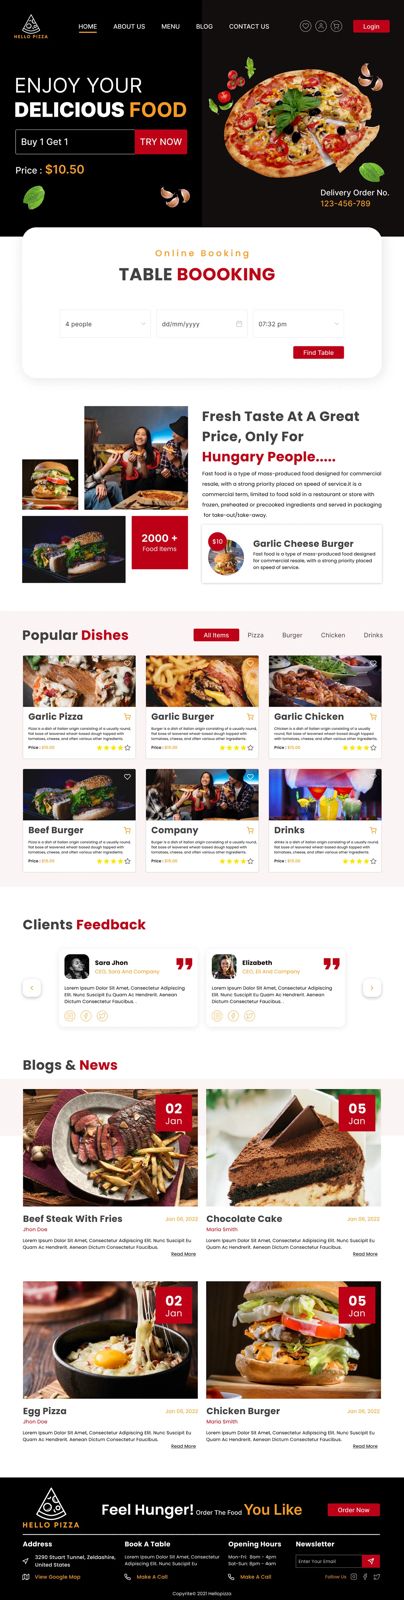 HELLO PIZZA
HOME ABOUT US MENU BLOG CONTACT US Login
ENJOY YOUR
DELICIOUS FOOD
Buy 1 Get 1 TRY NOW
Price : $10.50
Delivery Order No.
123-456-789
Online Booking
TABLE BOOOKING
4 people dd/mm/yyyy 07:32 pm
Find Table
Fresh Taste At A Great
Price, Only For
Hungary People.....
Fast food is a type of mass-produced food designed for commercial
resale, with a strong priority placed on speed of service.it is a
commercial term, limited to food sold in a restaurant or store with
frozen, preheated or precooked ingredients and served in packaging
for take-out/take-away.
2000 +
Food Items
$10
Garlic Cheese Burger
Fast food is a type of mass-produced food designed
for commercial resale, with a strong priority placed
on speed of service.
Popular Dishes
All Items Pizza Burger Chicken Drinks
Garlic Pizza
Pizza is a dish of Italian origin consisting of a usually round,
flat base of leavened wheat-based dough topped with
tomatoes, cheese, and often various other ingredients.
Price : $15.00
Garlic Burger
Burger is a dish of Italian origin consisting of a usually round,
flat base of leavened wheat-based dough topped with
tomatoes, cheese, and often various other ingredients.
Price : $15.00
Garlic Chicken
Chicken is a dish of Italian origin consisting of a usually round,
flat base of leavened wheat-based dough topped with
tomatoes, cheese, and often various other ingredients.
Price : $15.00
Beef Burger
Pizza is a dish of Italian origin consisting of a usually round,
flat base of leavened wheat-based dough topped with
tomatoes, cheese, and often various other ingredients.
Price : $15.00
Company
Burger is a dish of Italian origin consisting of a usually round,
flat base of leavened wheat-based dough topped with
tomatoes, cheese, and often various other ingredients.
Price : $15.00
Drinks
drinks is a dish of Italian origin consisting of a usually round,
flat base of leavened wheat-based dough topped with
tomatoes, cheese, and often various other ingredients.
Price : $15.00
Clients Feedback
Sara Jhon
CEO, Sara And Company
Lorem Ipsum Dolor Sit Amet, Consectetur Adipiscing
Elit. Nunc Suscipit Eu Quam Ac Hendrerit. Aenean
Dictum Consectetur Faucibus. .
Elizabeth
CEO, Eli And Company
Lorem Ipsum Dolor Sit Amet, Consectetur Adipiscing
Elit. Nunc Suscipit Eu Quam Ac Hendrerit. Aenean
Dictum Consectetur Faucibus. .
Blogs & News
02
Jan
Beef Steak With Fries Jan 06, 2022
Jhon Doe
Lorem Ipsum Dolor Sit Amet, Consectetur Adipiscing Elit. Nunc Suscipit Eu
Quam Ac Hendrerit. Aenean Dictum Consectetur Faucibus.
Read More
05
Jan
Chocolate Cake Jan 06, 2022
Maria Smith
Lorem Ipsum Dolor Sit Amet, Consectetur Adipiscing Elit. Nunc Suscipit Eu
Quam Ac Hendrerit. Aenean Dictum Consectetur Faucibus.
Read More
02
Jan
Egg Pizza Jan 06, 2022
Jhon Doe
Lorem Ipsum Dolor Sit Amet, Consectetur Adipiscing Elit. Nunc Suscipit Eu
Quam Ac Hendrerit. Aenean Dictum Consectetur Faucibus.
Read More
05
Jan
Chicken Burger Jan 06, 2022
Maria Smith
Lorem Ipsum Dolor Sit Amet, Consectetur Adipiscing Elit. Nunc Suscipit Eu
Quam Ac Hendrerit. Aenean Dictum Consectetur Faucibus.
Read More
HELLO PIZZA
Feel Hunger! Order The Food You Like
Order Now
Address
3290 Stuart Tunnel, Zeldashire,
United States
View Google Map
Book A Table
Lorem Ipsum Dolor Sit Amet, Consectetur
Adipiscing Elit. Nunc Suscipit
Make A Call
Opening Hours
Mon-Fri: 8am - 4pm
Sat-Sun: 8pm - 4am
Make A Call
Newsletter
Enter Your Email
Follow Us
Copyrite© 2021 Hellopizza